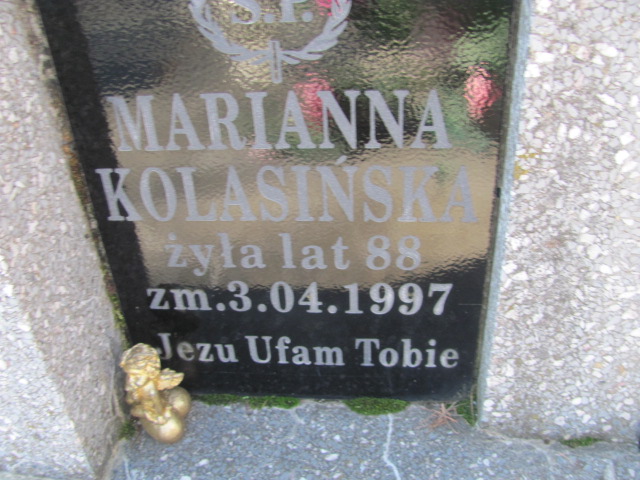 Ś.P.
MARIANNA
KOLASIŃSKA
żyła lat 88
zm.3.04.1997
Jezu Ufam Tobie